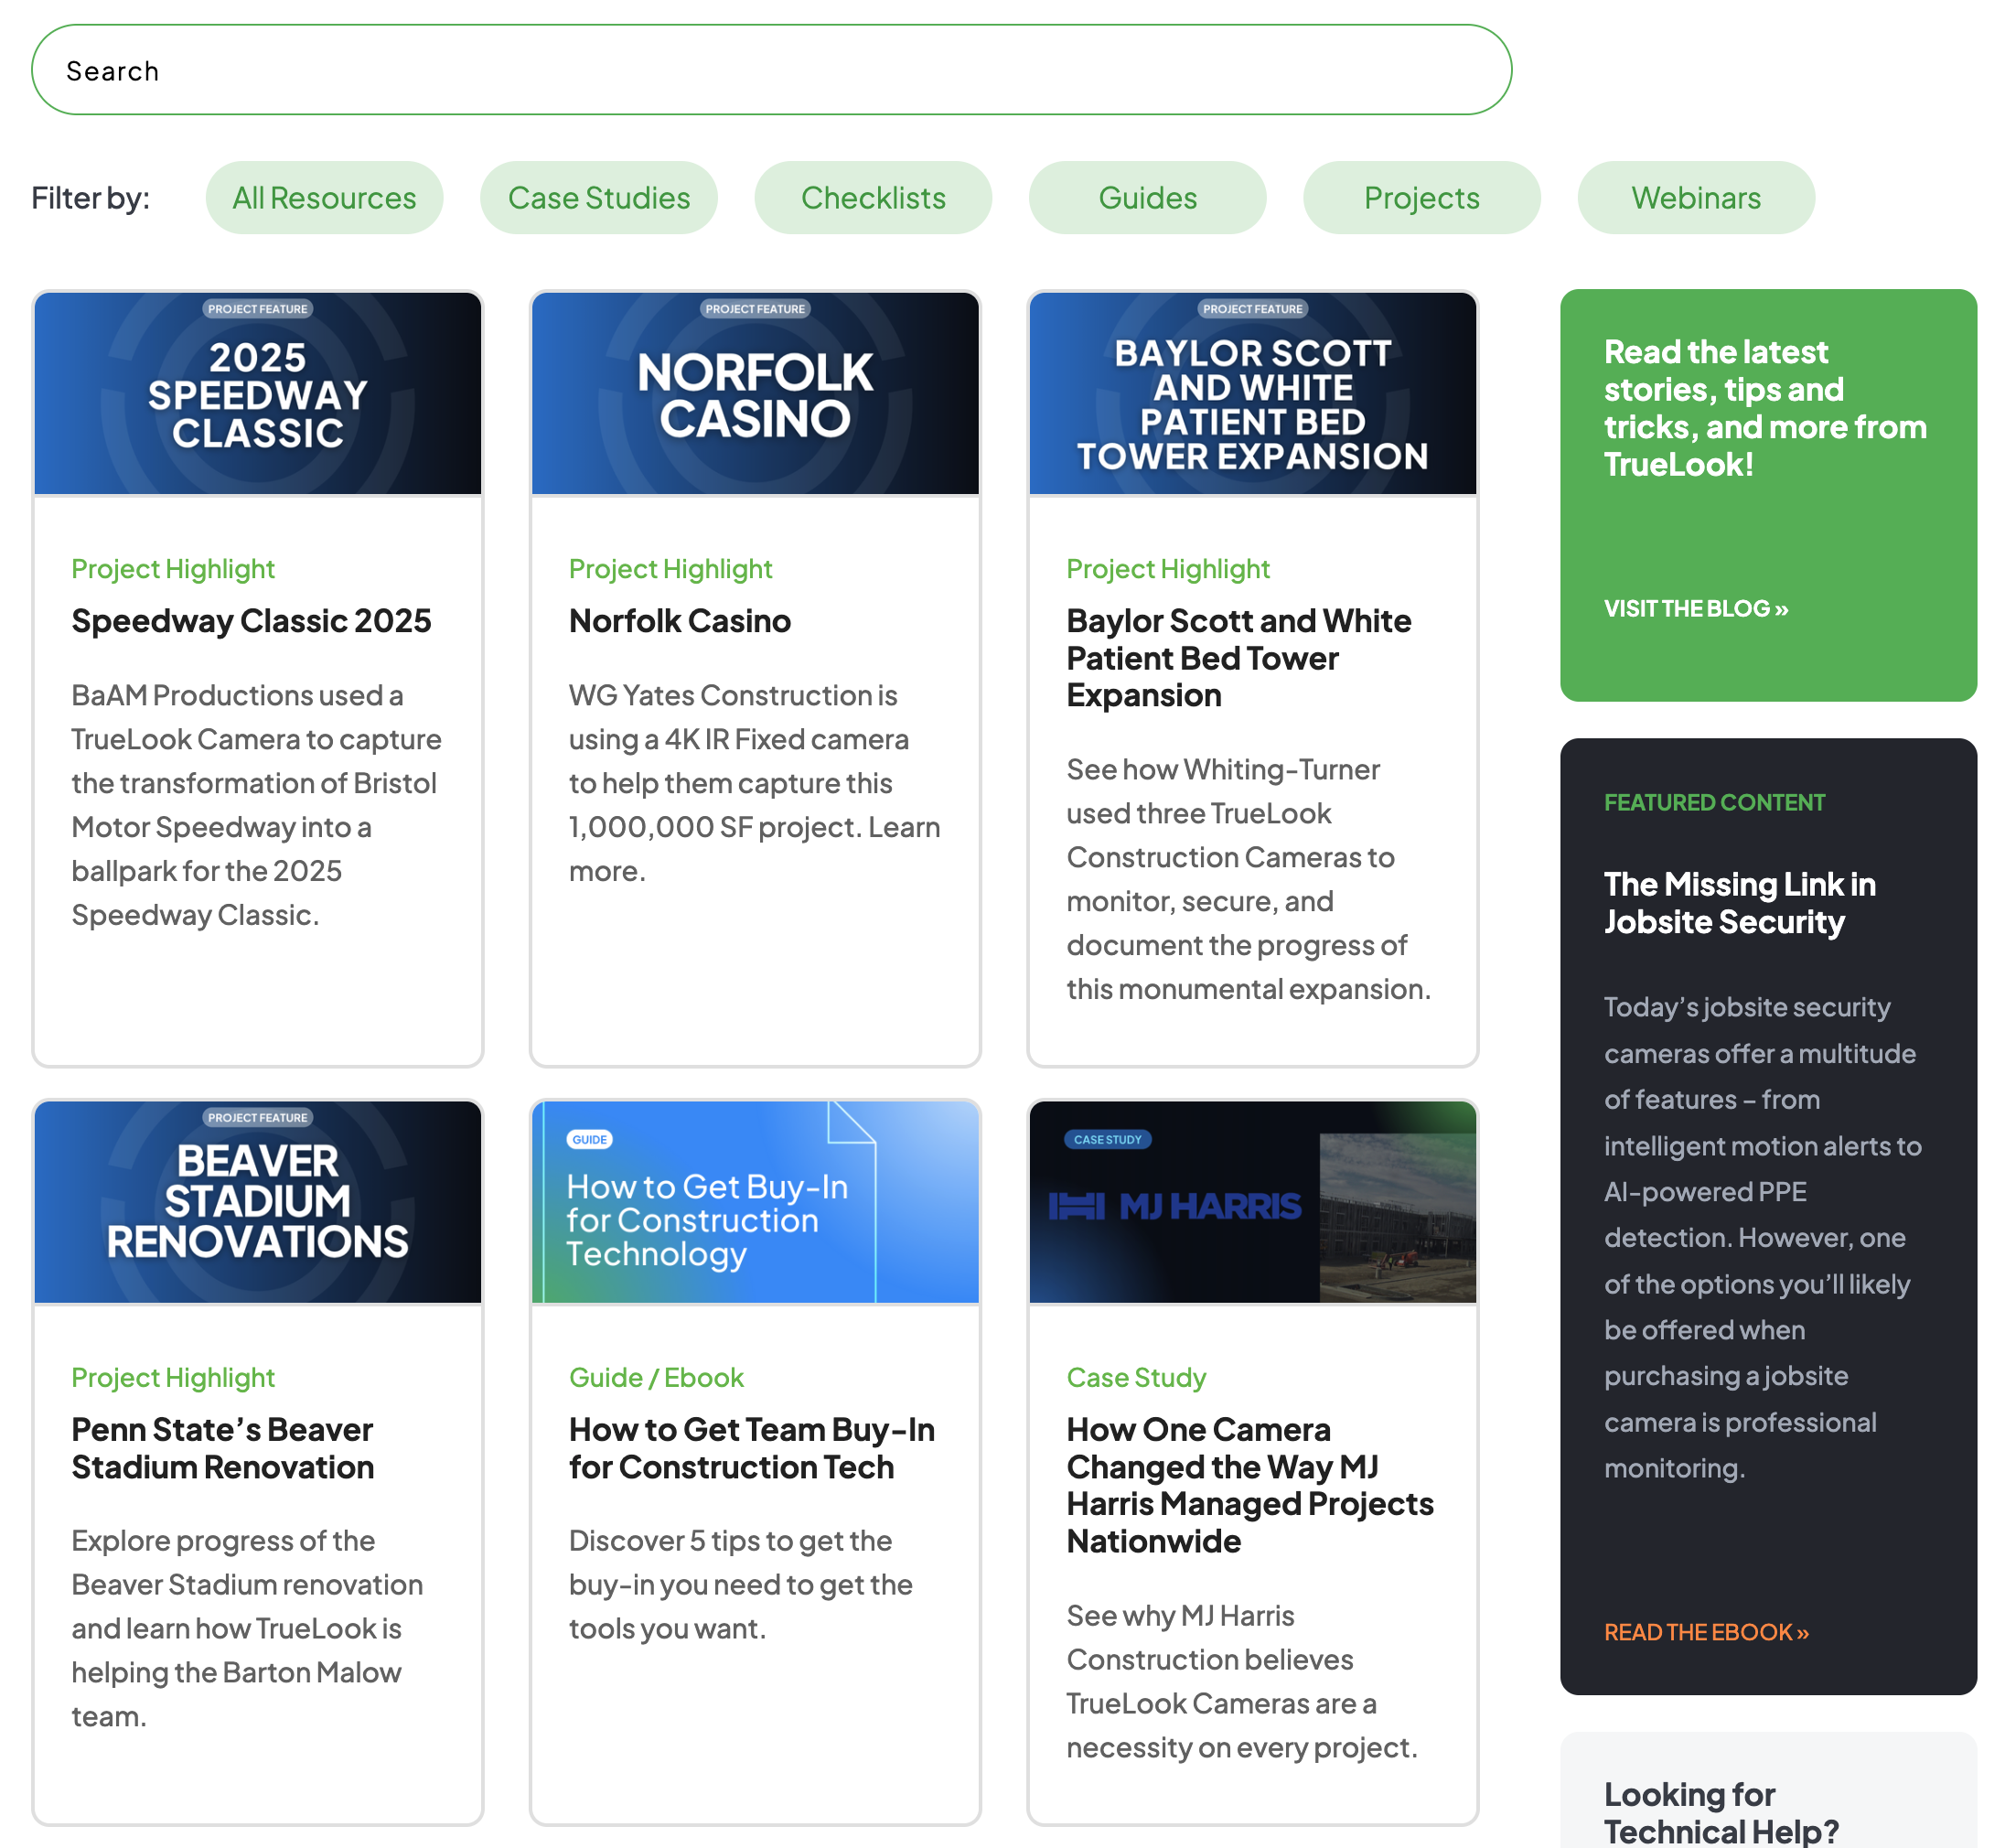 Search
Filter by:
All Resources
Case Studies
Checklists
Guides
Projects
Webinars
PROJECT FEATURE
2025
SPEEDWAY
CLASSIC
Project Highlight
Speedway Classic 2025
BaAM Productions used a
TrueLook Camera to capture
the transformation of Bristol
Motor Speedway into a
ballpark for the 2025
Speedway Classic.
PROJECT FEATURE
NORFOLK
CASINO
Project Highlight
Norfolk Casino
WG Yates Construction is
using a 4K IR Fixed camera
to help them capture this
1,000,000 SF project. Learn
more.
PROJECT FEATURE
BAYLOR SCOTT
AND WHITE
PATIENT BED
TOWER EXPANSION
Project Highlight
Baylor Scott and White
Patient Bed Tower
Expansion
See how Whiting-Turner
used three TrueLook
Construction Cameras to
monitor, secure, and
document the progress of
this monumental expansion.
PROJECT FEATURE
BEAVER
STADIUM
RENOVATIONS
Project Highlight
Penn State’s Beaver
Stadium Renovation
Explore progress of the
Beaver Stadium renovation
and learn how TrueLook is
helping the Barton Malow
team.
GUIDE
How to Get Buy-In
for Construction
Technology
Guide / Ebook
How to Get Team Buy-In
for Construction Tech
Discover 5 tips to get the
buy-in you need to get the
tools you want.
CASE STUDY
MJ HARRIS
Case Study
How One Camera
Changed the Way MJ
Harris Managed Projects
Nationwide
See why MJ Harris
Construction believes
TrueLook Cameras are a
necessity on every project.
Read the latest
stories, tips and
tricks, and more from
TrueLook!
VISIT THE BLOG »
FEATURED CONTENT
The Missing Link in
Jobsite Security
Today’s jobsite security
cameras offer a multitude
of features – from
intelligent motion alerts to
AI-powered PPE
detection. However, one
of the options you’ll likely
be offered when
purchasing a jobsite
camera is professional
monitoring.
READ THE EBOOK »
Looking for
Technical Help?